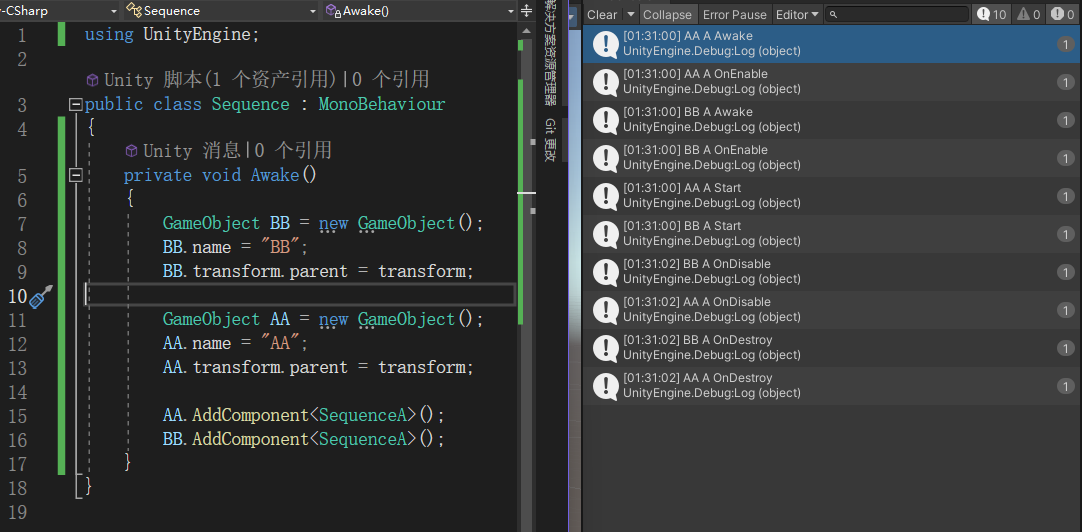 -CSharp
Sequence
Awake()
1 using UnityEngine;
2
Unity 脚本(1 个资产引用)|0 个引用
3 public class Sequence : MonoBehaviour
4 {
Unity 消息|0 个引用
5 private void Awake()
6 {
7 GameObject BB = new GameObject();
8 BB.name = "BB";
9 BB.transform.parent = transform;
10
11 GameObject AA = new GameObject();
12 AA.name = "AA";
13 AA.transform.parent = transform;
14
15 AA.AddComponent<SequenceA>();
16 BB.AddComponent<SequenceA>();
17 }
18 }
19
解决方案资源管理器
Git 更改
Clear Collapse Error Pause Editor 10 0 0
[01:31:00] AA A Awake
UnityEngine.Debug:Log (object)
1
[01:31:00] AA A OnEnable
UnityEngine.Debug:Log (object)
1
[01:31:00] BB A Awake
UnityEngine.Debug:Log (object)
1
[01:31:00] BB A OnEnable
UnityEngine.Debug:Log (object)
1
[01:31:00] AA A Start
UnityEngine.Debug:Log (object)
1
[01:31:00] BB A Start
UnityEngine.Debug:Log (object)
1
[01:31:02] BB A OnDisable
UnityEngine.Debug:Log (object)
1
[01:31:02] AA A OnDisable
UnityEngine.Debug:Log (object)
1
[01:31:02] BB A OnDestroy
UnityEngine.Debug:Log (object)
1
[01:31:02] AA A OnDestroy
UnityEngine.Debug:Log (object)
1